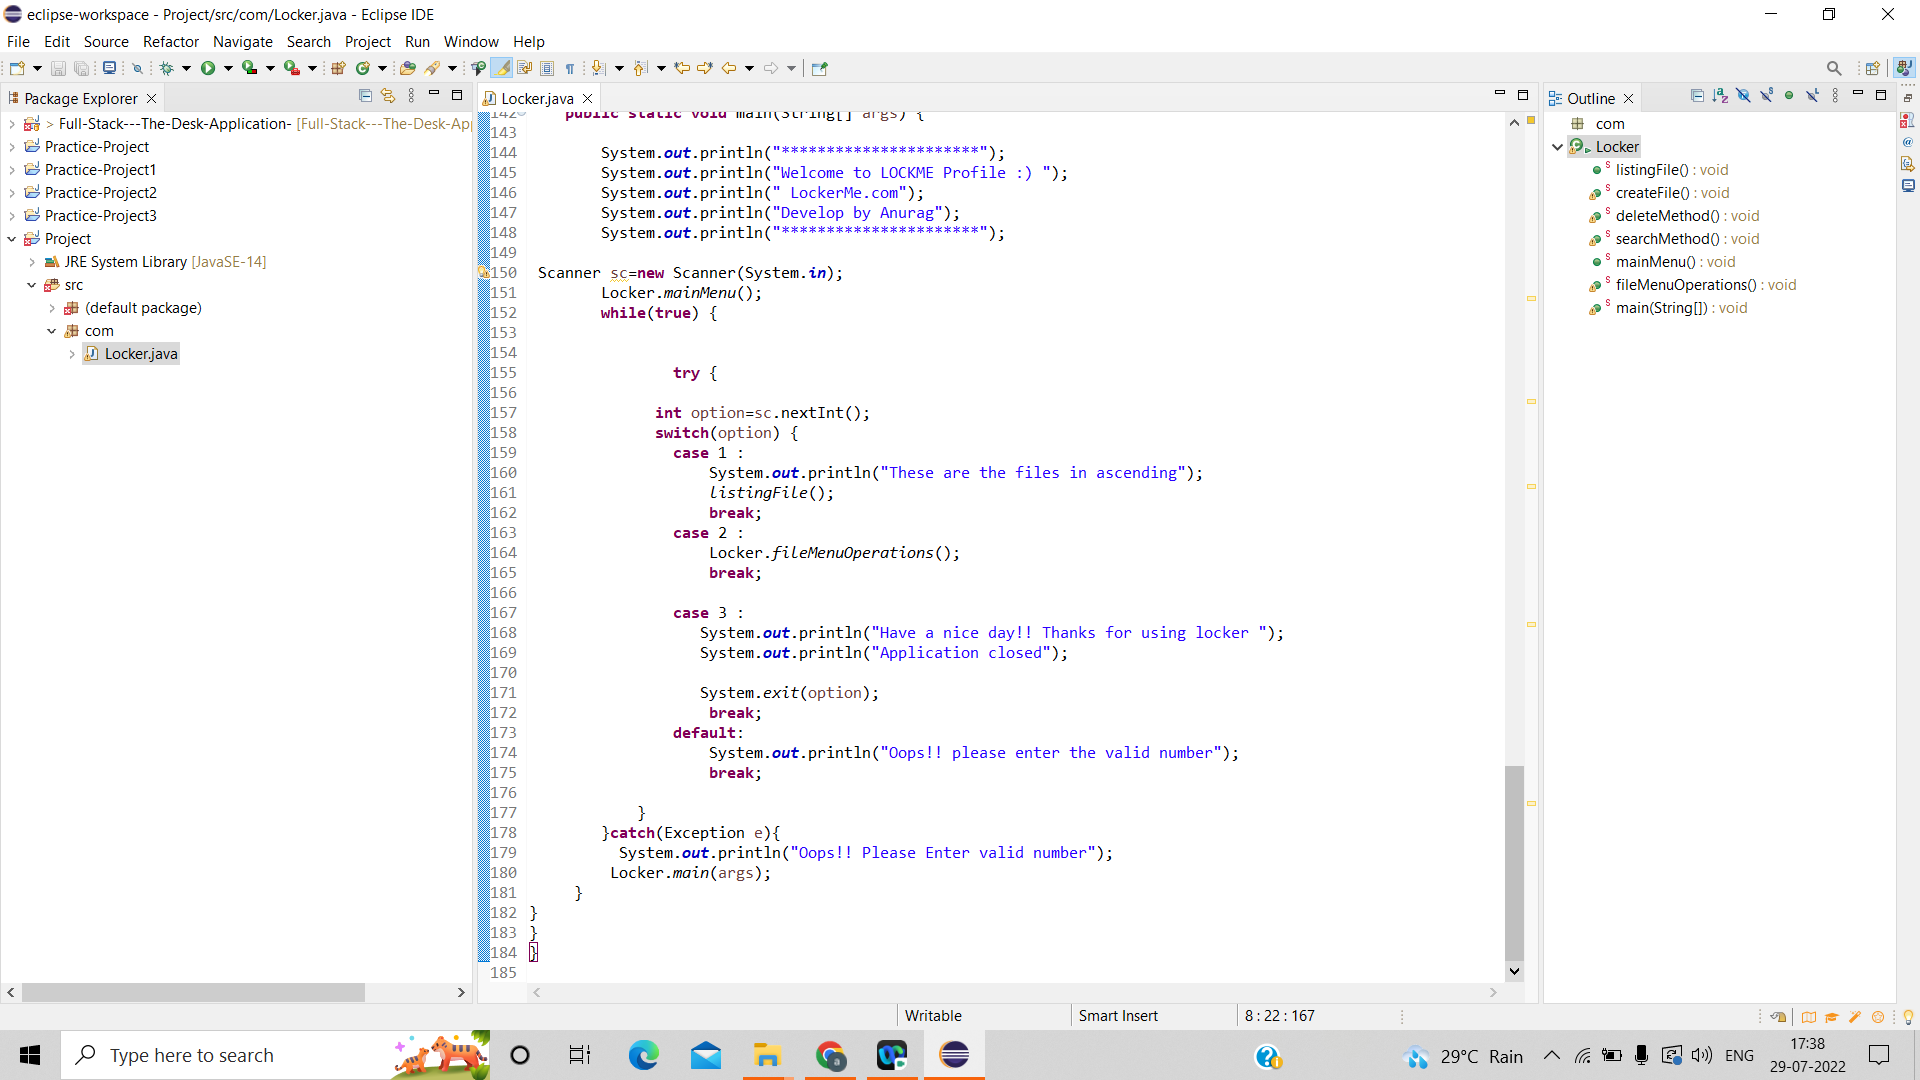 eclipse-workspace - Project/src/com/Locker.java - Eclipse IDE
File Edit Source Refactor Navigate Search Project Run Window Help
Package Explorer
> Full-Stack---The-Desk-Application- [Full-Stack---The-Desk-Ap
Practice-Project
Practice-Project1
Practice-Project2
Practice-Project3
Project
JRE System Library [JavaSE-14]
src
(default package)
com
Locker.java
Locker.java
142 public static void main(String[] args) {
143
144 System.out.println("**********************");
145 System.out.println("Welcome to LOCKME Profile :) ");
146 System.out.println(" LockerMe.com");
147 System.out.println("Develop by Anurag");
148 System.out.println("**********************");
149
150 Scanner sc=new Scanner(System.in);
151 Locker.mainMenu();
152 while(true) {
153
154
155 try {
156
157 int option=sc.nextInt();
158 switch(option) {
159 case 1 :
160 System.out.println("These are the files in ascending");
161 listingFile();
162 break;
163 case 2 :
164 Locker.fileMenuOperations();
165 break;
166
167 case 3 :
168 System.out.println("Have a nice day!! Thanks for using locker ");
169 System.out.println("Application closed");
170
171 System.exit(option);
172 break;
173 default:
174 System.out.println("Oops!! please enter the valid number");
175 break;
176
177 }
178 }catch(Exception e){
179 System.out.println("Oops!! Please Enter valid number");
180 Locker.main(args);
181 }
182 }
183 }
184 }
185
Outline
com
Locker
listingFile() : void
createFile() : void
deleteMethod() : void
searchMethod() : void
mainMenu() : void
fileMenuOperations() : void
main(String[]) : void
Writable Smart Insert 8 : 22 : 167
Type here to search
29°C Rain ENG
17:38
29-07-2022